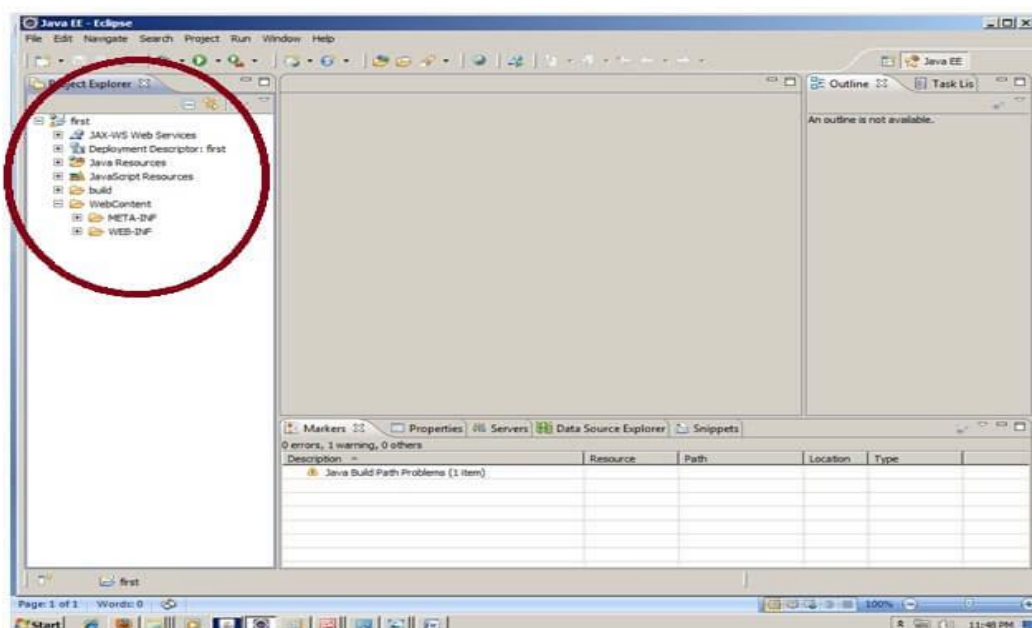 Java EE - Eclipse
File Edit Navigate Search Project Run Window Help
Java EE
Project Explorer
Outline
Task Lis
An outline is not available.
first
JAX-WS Web Services
Deployment Descriptor: first
Java Resources
JavaScript Resources
build
WebContent
META-INF
WEB-INF
Markers Properties Servers Data Source Explorer Snippets
0 errors, 1 warning, 0 others
Description Resource Path Location Type
Java Build Path Problems (1 item)
first
Page: 1 of 1 Words: 0 100%
Start 11:48 PM